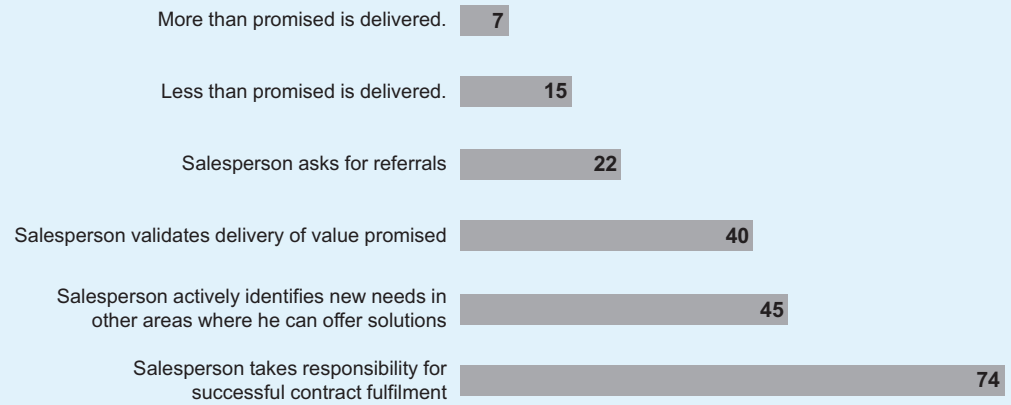 More than promised is delivered. 7
Less than promised is delivered. 15
Salesperson asks for referrals 22
Salesperson validates delivery of value promised 40
Salesperson actively identifies new needs in
other areas where he can offer solutions 45
Salesperson takes responsibility for
successful contract fulfilment 74